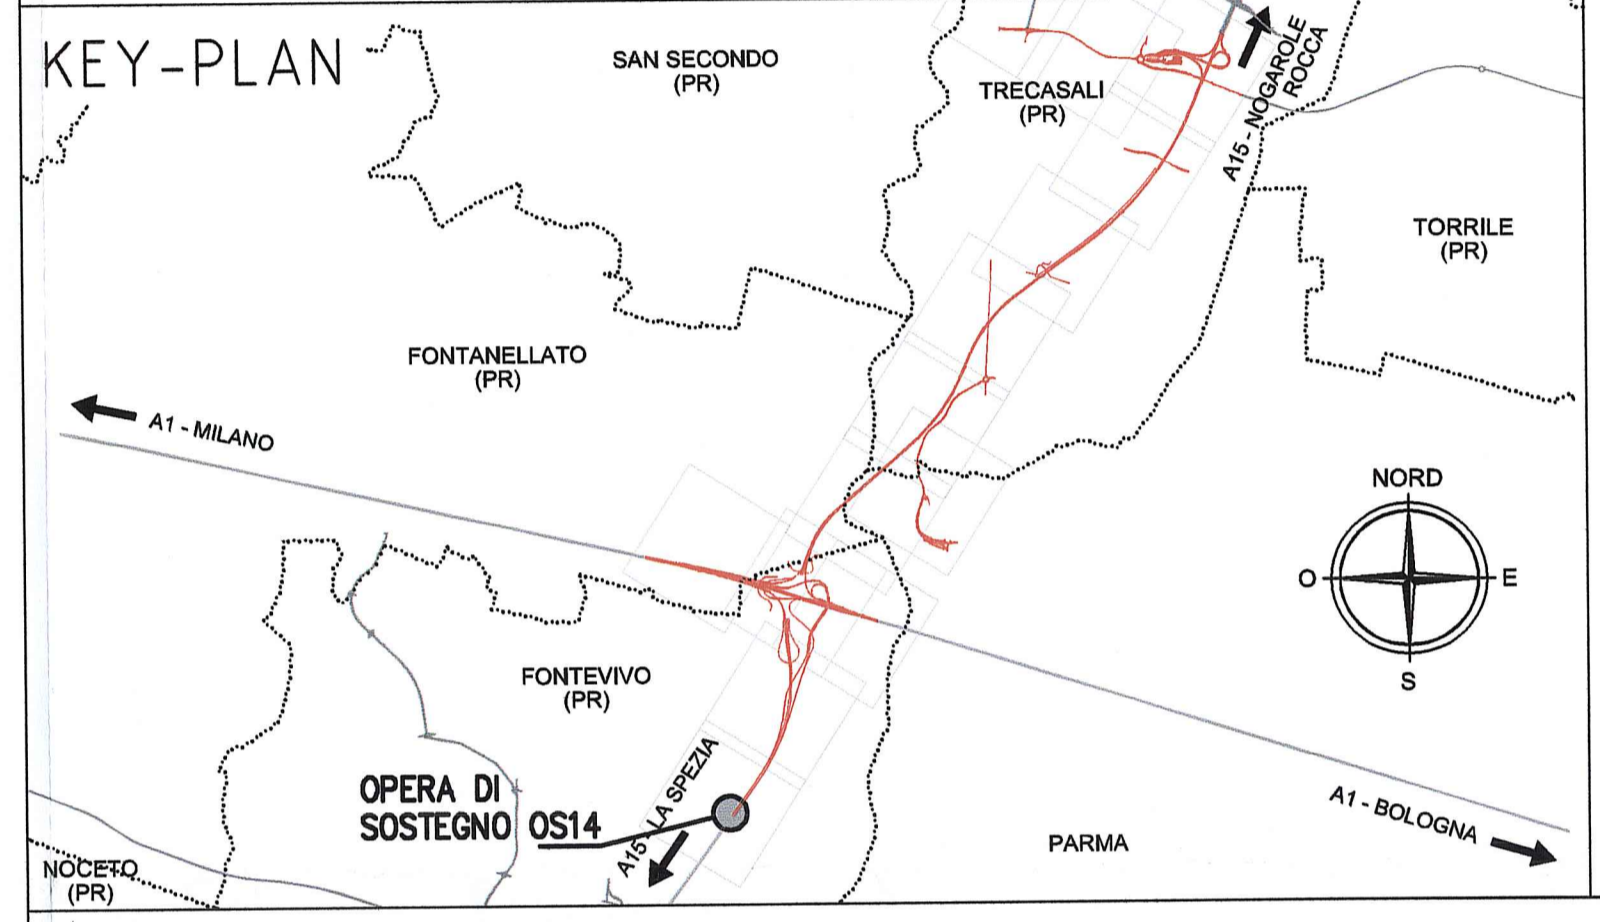 KEY-PLAN
SAN SECONDO
(PR)
TRECASALI
(PR)
A15 - NOGAROLE
ROCCA
TORRILE
(PR)
FONTANELLATO
(PR)
A1 - MILANO
NORD
O
E
S
FONTEVIVO
(PR)
OPERA DI
SOSTEGNO OS14
A15 - LA SPEZIA
A1 - BOLOGNA
PARMA
NOCETO
(PR)